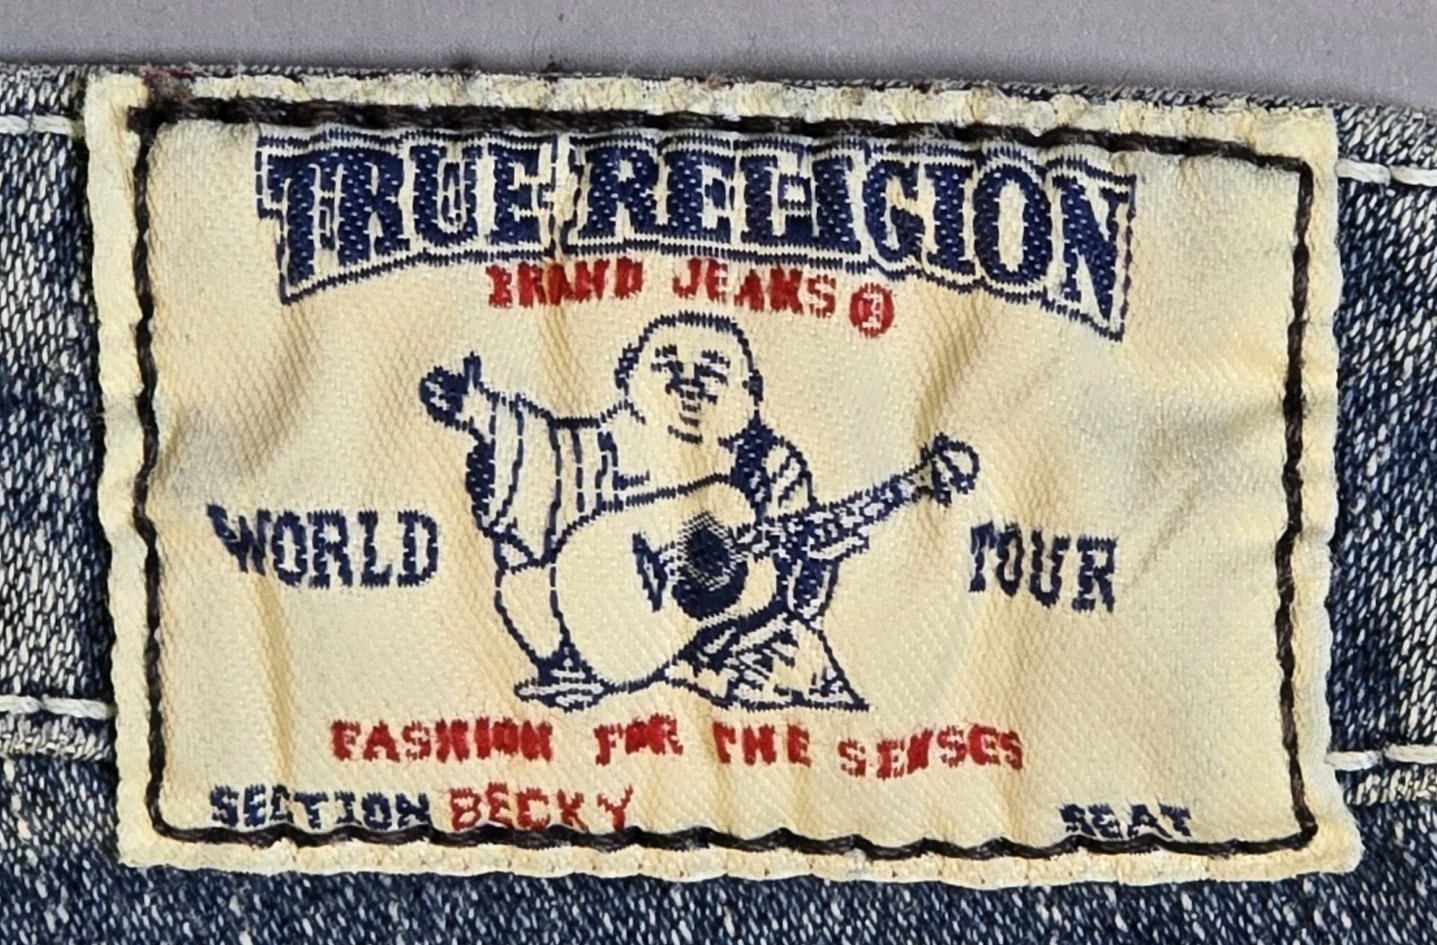 TRUE RELIGION
BRAND JEANS ®
WORLD TOUR
FASHION FOR THE SENSES
SECTION BECKY SEAT